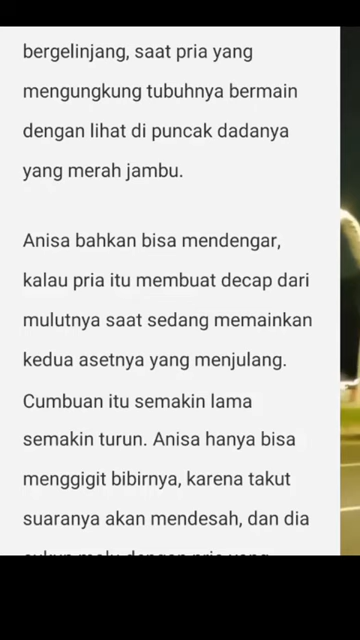 bergelinjang, saat pria yang
mengungkung tubuhnya bermain
dengan lihat di puncak dadanya
yang merah jambu.
Anisa bahkan bisa mendengar,
kalau pria itu membuat decap dari
mulutnya saat sedang memainkan
kedua asetnya yang menjulang.
Cumbuan itu semakin lama
semakin turun. Anisa hanya bisa
menggigit bibirnya, karena takut
suaranya akan mendesah, dan dia